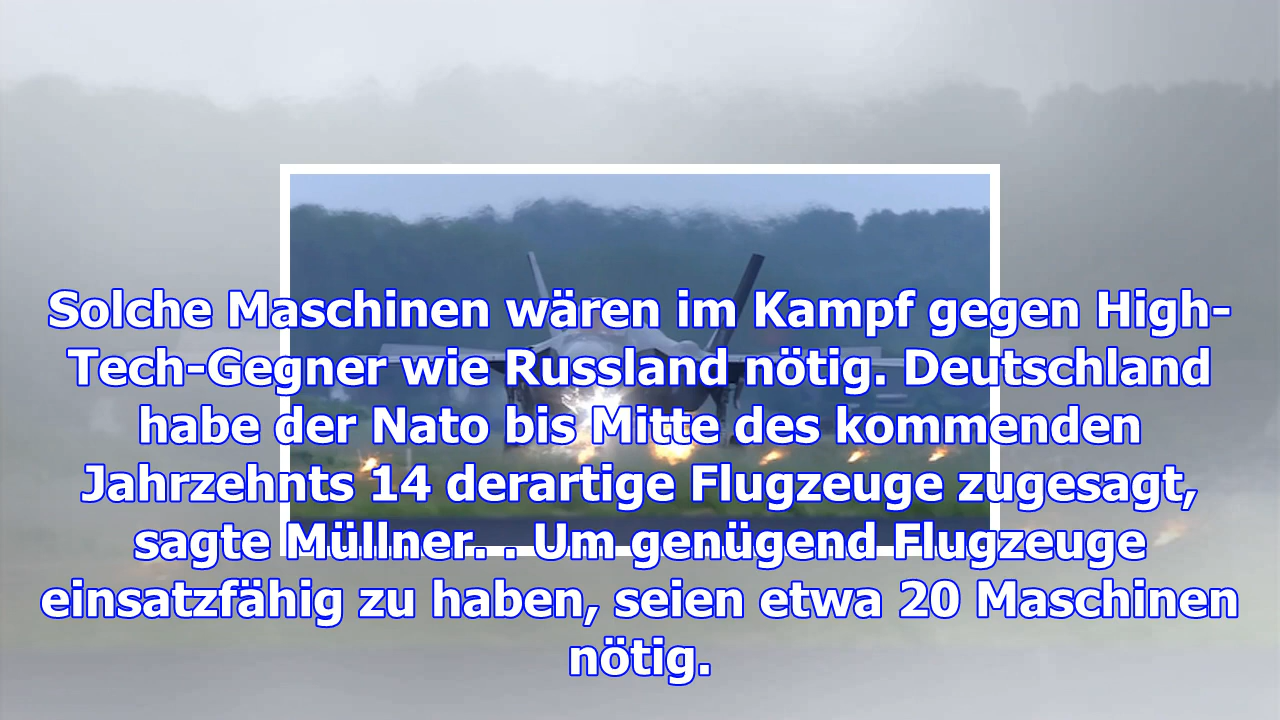 Solche Maschinen wären im Kampf gegen High-
Tech-Gegner wie Russland nötig. Deutschland
habe der Nato bis Mitte des kommenden
Jahrzehnts 14 derartige Flugzeuge zugesagt,
sagte Müllner. . Um genügend Flugzeuge
einsatzfähig zu haben, seien etwa 20 Maschinen
nötig.